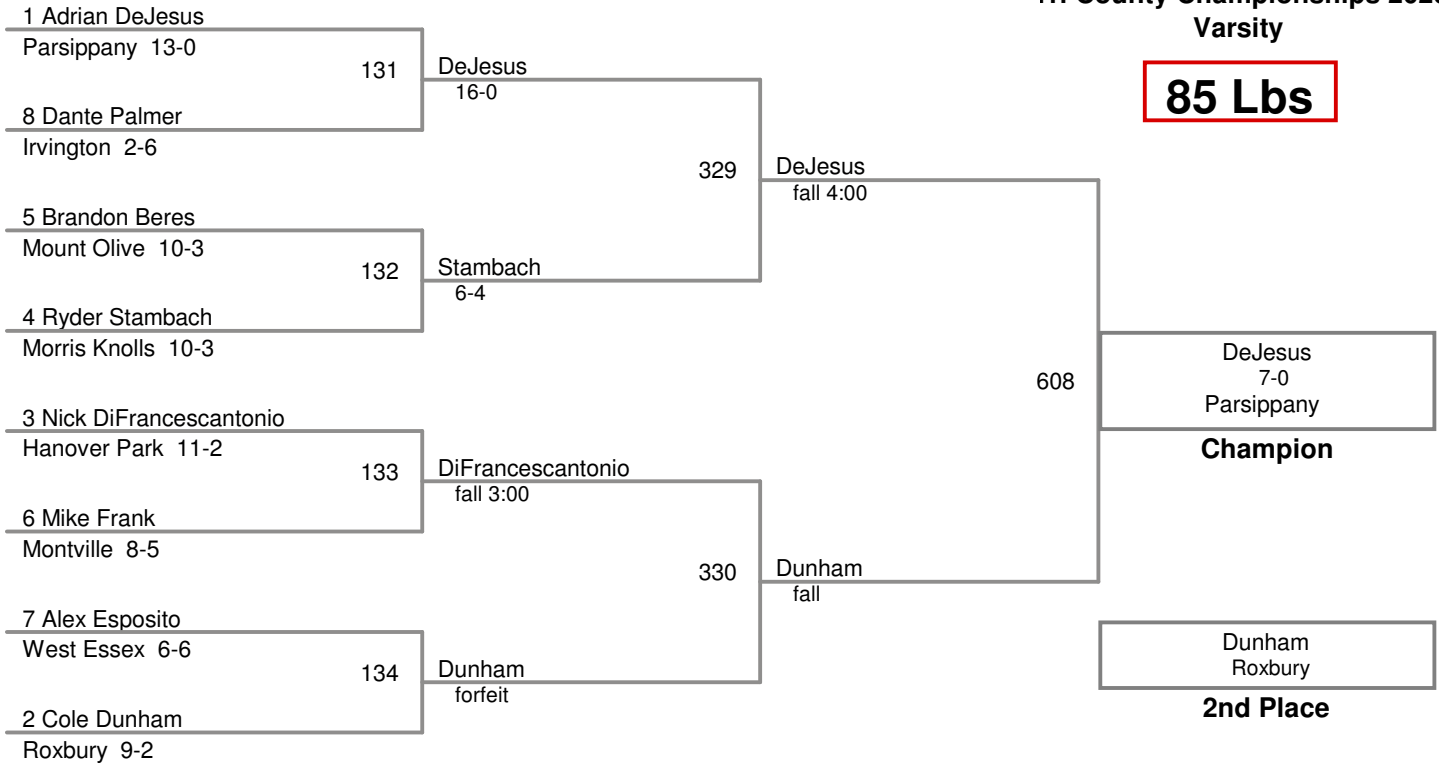 County Championships
Varsity
85 Lbs
1 Adrian DeJesus
Parsippany 13-0
131
DeJesus
16-0
8 Dante Palmer
Irvington 2-6
329
DeJesus
fall 4:00
5 Brandon Beres
Mount Olive 10-3
132
Stambach
6-4
4 Ryder Stambach
Morris Knolls 10-3
608
DeJesus
7-0
Parsippany
Champion
3 Nick DiFrancescantonio
Hanover Park 11-2
133
DiFrancescantonio
fall 3:00
6 Mike Frank
Montville 8-5
330
Dunham
fall
7 Alex Esposito
West Essex 6-6
134
Dunham
forfeit
2 Cole Dunham
Roxbury 9-2
Dunham
Roxbury
2nd Place